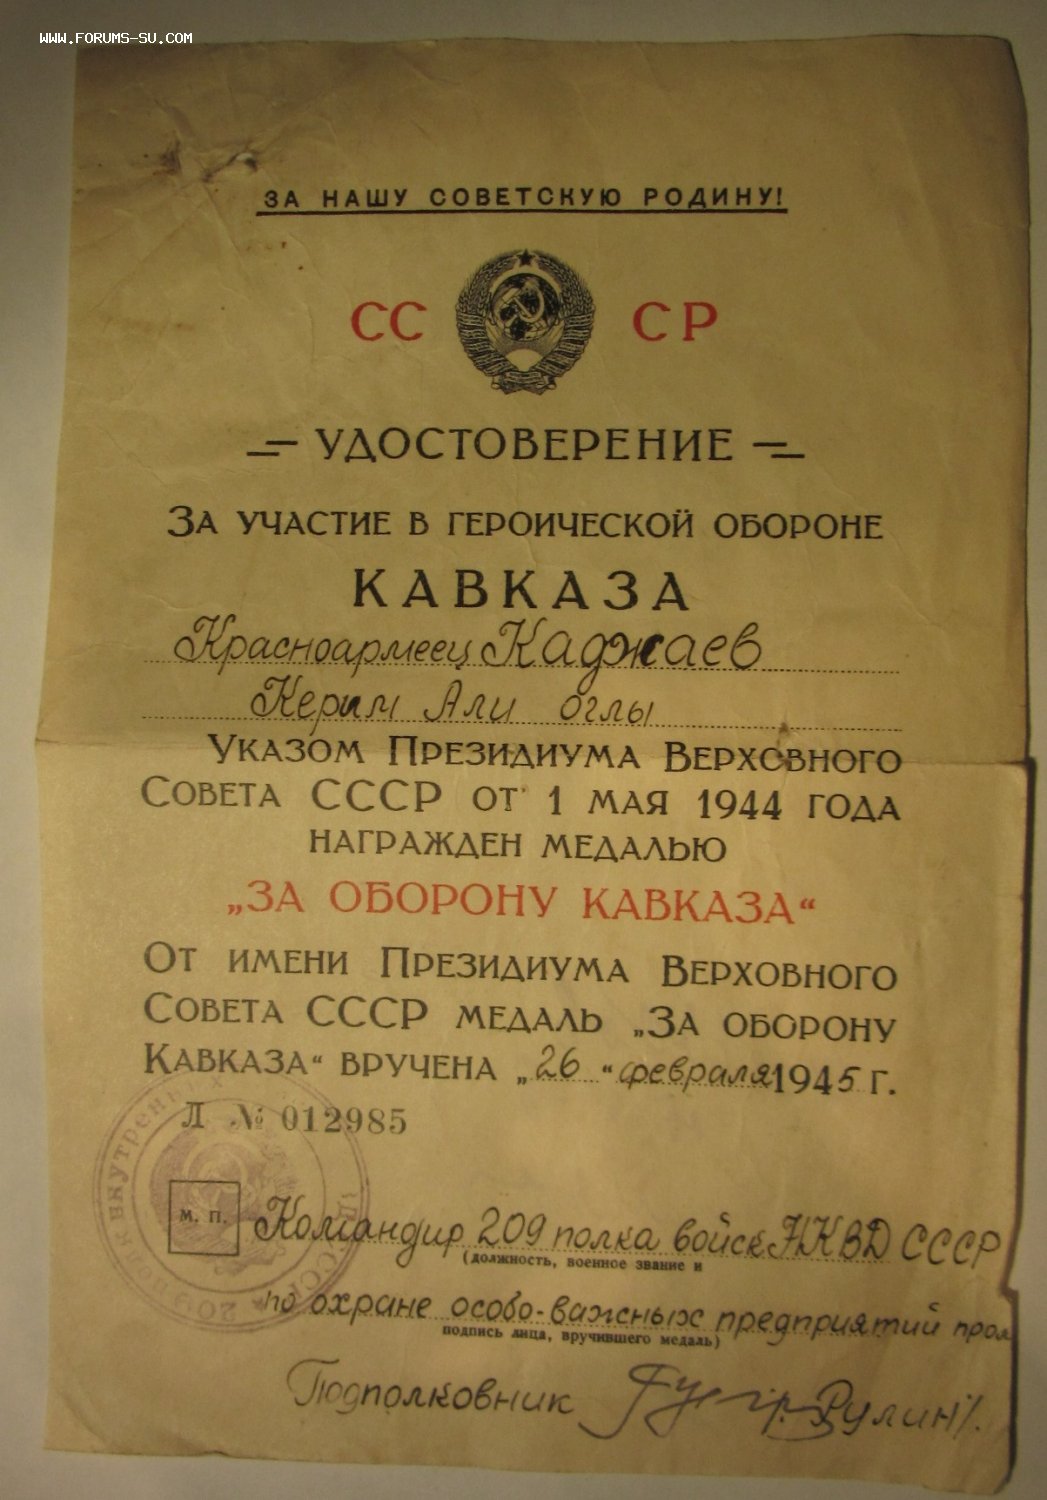 WWW.FORUMS-SU.COM
ЗА НАШУ СОВЕТСКУЮ РОДИНУ!
СС СР
УДОСТОВЕРЕНИЕ
ЗА УЧАСТИЕ В ГЕРОИЧЕСКОЙ ОБОРОНЕ
КАВКАЗА
Красноармеец Каджаев
Керим Али оглы
УКАЗОМ ПРЕЗИДИУМА ВЕРХОВНОГО
СОВЕТА СССР ОТ 1 МАЯ 1944 ГОДА
НАГРАЖДЕН МЕДАЛЬЮ
„ЗА ОБОРОНУ КАВКАЗА“
ОТ ИМЕНИ ПРЕЗИДИУМА ВЕРХОВНОГО
СОВЕТА СССР МЕДАЛЬ „ЗА ОБОРОНУ
КАВКАЗА“ ВРУЧЕНА „26“ февраля 1945 Г.
Л № 012985
М. П.
Командир 209 полка войск НКВД СССР
(должность, военное звание и
по охране особо-важных предприятий пром
подпись лица, вручившего медаль)
Подполковник Рулин